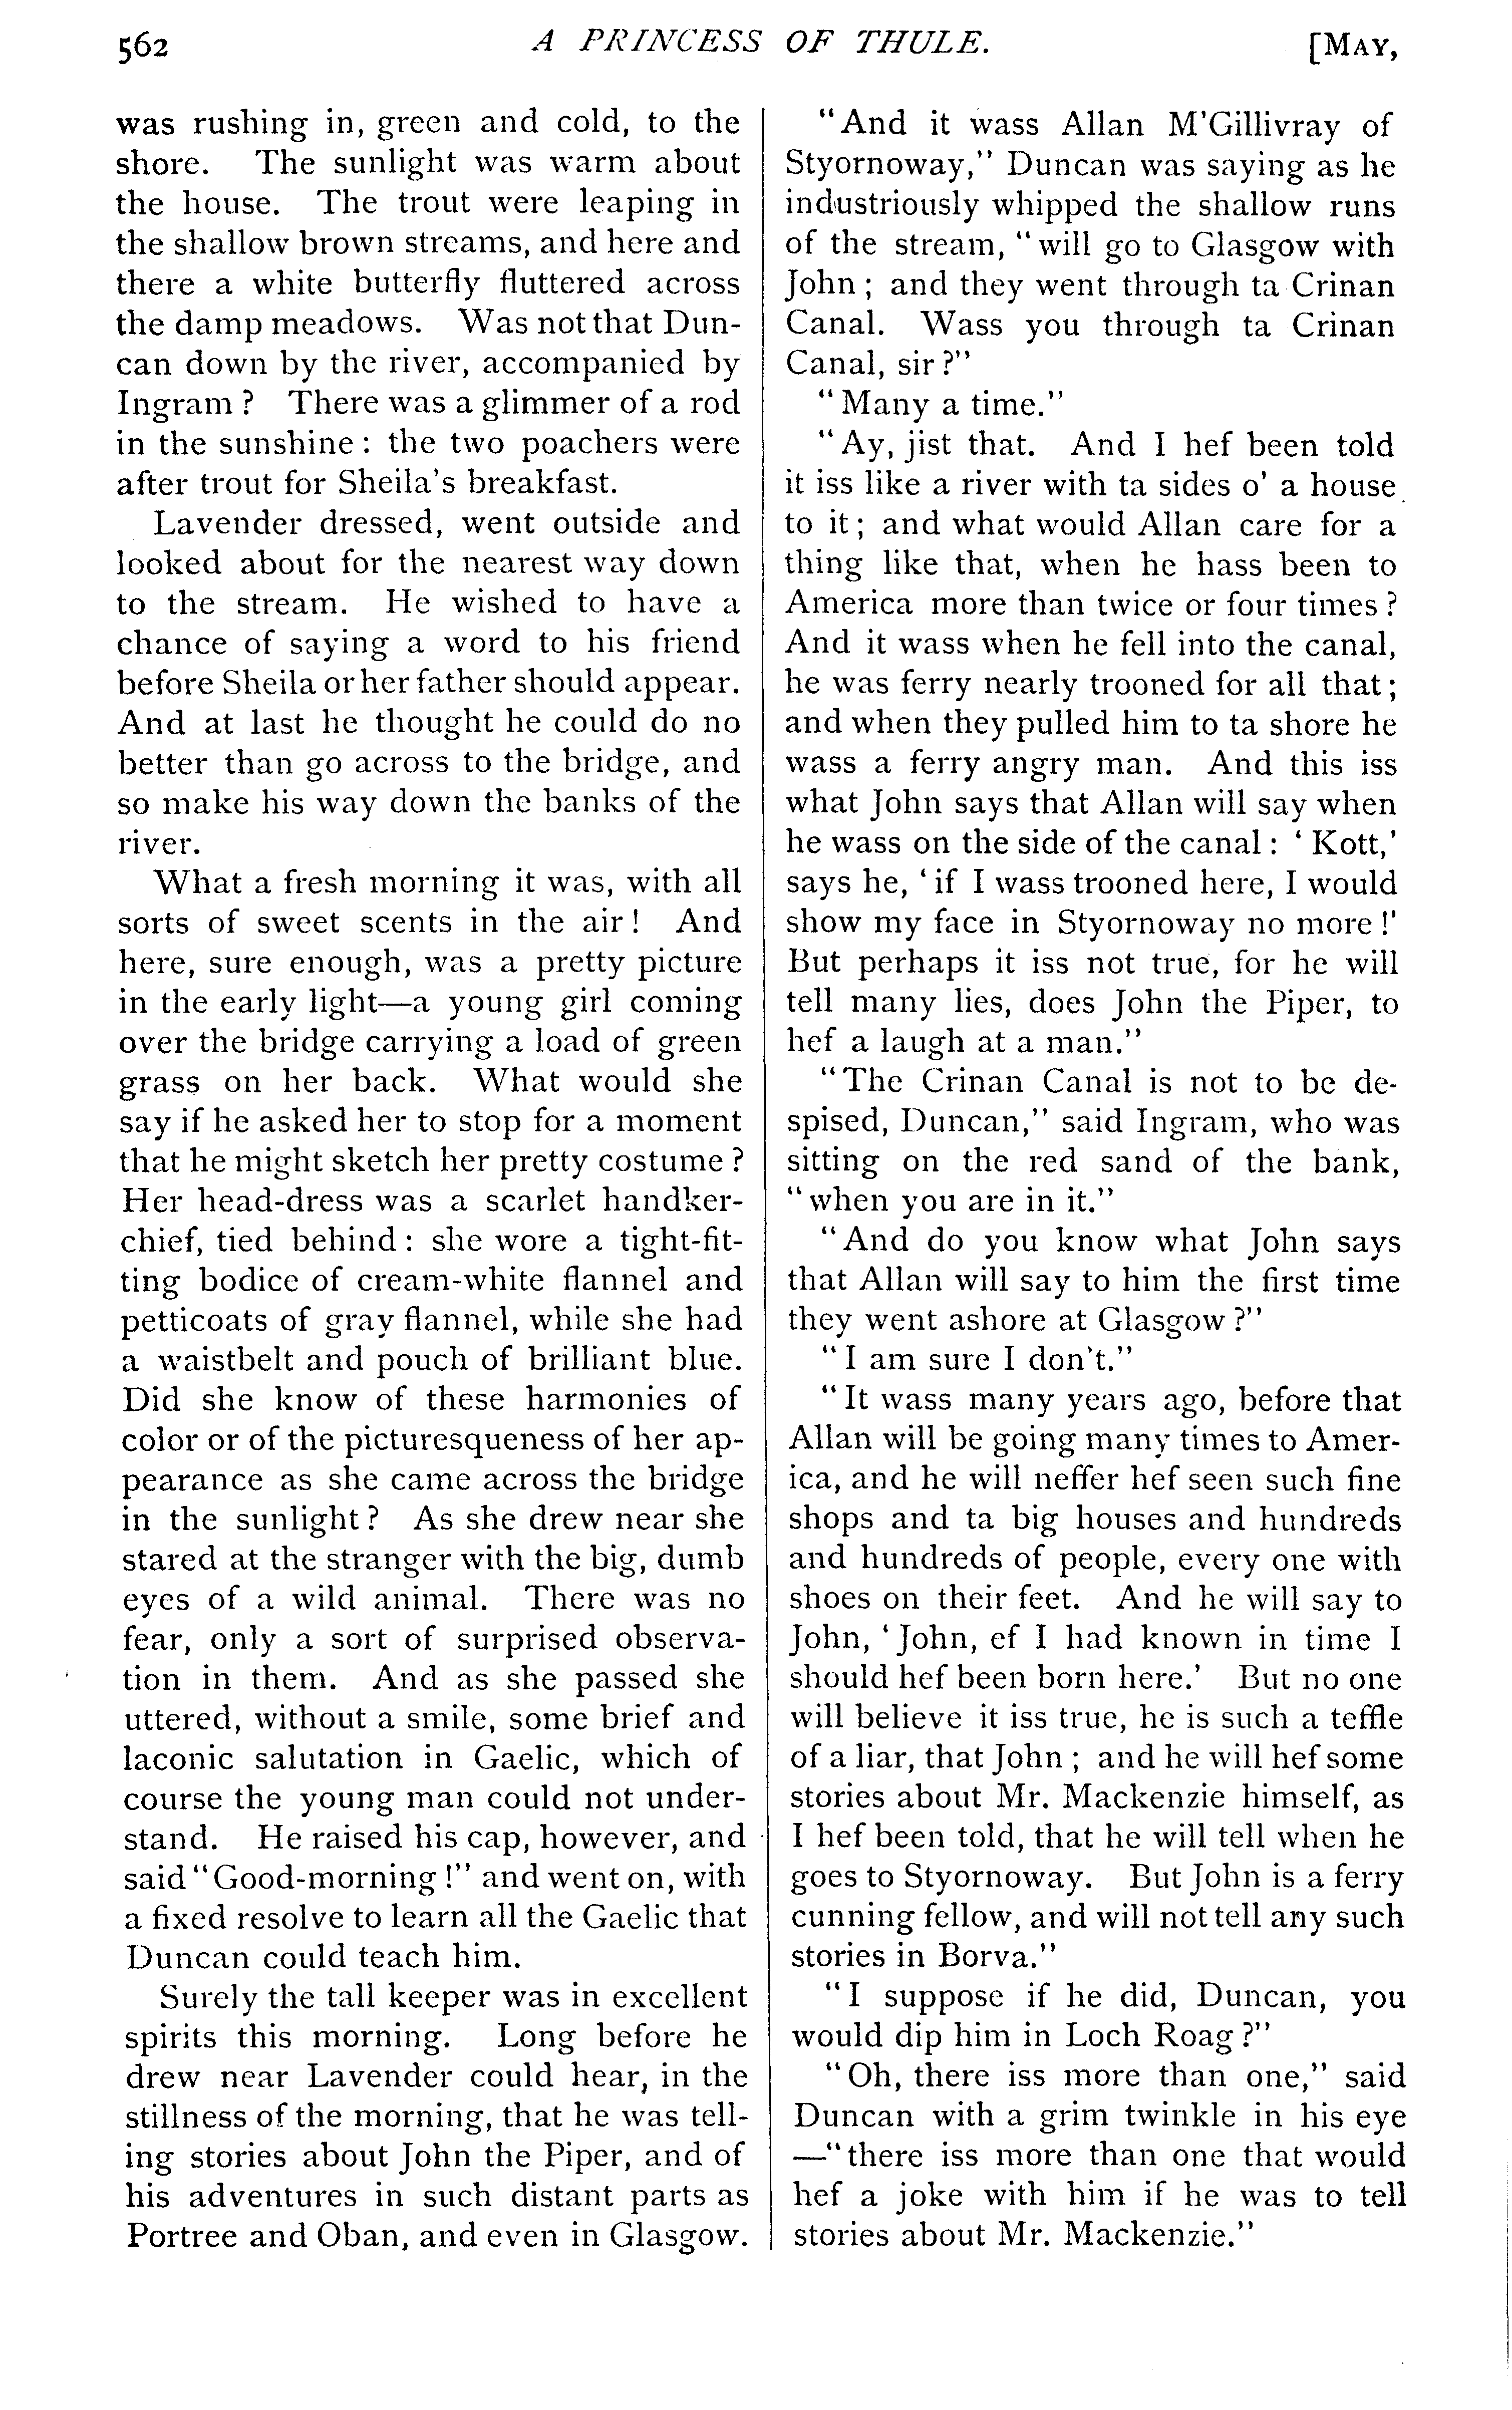 562
A PRINCESS OF THULE.
[MAY,
was rushing in, green and cold, to the
shore. The sunlight was warm about
the house. The trout were leaping in
the shallow brown streams, and here and
there a white butterfly fluttered across
the damp meadows. Was not that Dun-
can down by the river, accompanied by
Ingram? There was a glimmer of a rod
in the sunshine: the two poachers were
after trout for Sheila's breakfast.
Lavender dressed, went outside and
looked about for the nearest way down
to the stream. He wished to have a
chance of saying a word to his friend
before Sheila or her father should appear.
And at last he thought he could do no
better than go across to the bridge, and
so make his way down the banks of the
river.
What a fresh morning it was, with all
sorts of sweet scents in the air! And
here, sure enough, was a pretty picture
in the early light—a young girl coming
over the bridge carrying a load of green
grass on her back. What would she
say if he asked her to stop for a moment
that he might sketch her pretty costume?
Her head-dress was a scarlet handker-
chief, tied behind: she wore a tight-fit-
ting bodice of cream-white flannel and
petticoats of gray flannel, while she had
a waistbelt and pouch of brilliant blue.
Did she know of these harmonies of
color or of the picturesqueness of her ap-
pearance as she came across the bridge
in the sunlight? As she drew near she
stared at the stranger with the big, dumb
eyes of a wild animal. There was no
fear, only a sort of surprised observa-
tion in them. And as she passed she
uttered, without a smile, some brief and
laconic salutation in Gaelic, which of
course the young man could not under-
stand. He raised his cap, however, and
said "Good-morning!" and went on, with
a fixed resolve to learn all the Gaelic that
Duncan could teach him.
Surely the tall keeper was in excellent
spirits this morning. Long before he
drew near Lavender could hear, in the
stillness of the morning, that he was tell-
ing stories about John the Piper, and of
his adventures in such distant parts as
Portree and Oban, and even in Glasgow.
"And it wass Allan M'Gillivray of
Styornoway," Duncan was saying as he
industriously whipped the shallow runs
of the stream, "will go to Glasgow with
John; and they went through ta Crinan
Canal. Wass you through ta Crinan
Canal, sir?"
"Many a time."
"Ay, jist that. And I hef been told
it iss like a river with ta sides o' a house
to it; and what would Allan care for a
thing like that, when he hass been to
America more than twice or four times?
And it wass when he fell into the canal,
he was ferry nearly trooned for all that;
and when they pulled him to ta shore he
wass a ferry angry man. And this iss
what John says that Allan will say when
he wass on the side of the canal: 'Kott,'
says he, 'if I wass trooned here, I would
show my face in Styornoway no more!'
But perhaps it iss not true, for he will
tell many lies, does John the Piper, to
hef a laugh at a man."
"The Crinan Canal is not to be de-
spised, Duncan," said Ingram, who was
sitting on the red sand of the bank,
"when you are in it."
"And do you know what John says
that Allan will say to him the first time
they went ashore at Glasgow?"
"I am sure I don't."
"It wass many years ago, before that
Allan will be going many times to Amer-
ica, and he will neffer hef seen such fine
shops and ta big houses and hundreds
and hundreds of people, every one with
shoes on their feet. And he will say to
John, 'John, ef I had known in time I
should hef been born here.' But no one
will believe it iss true, he is such a teffle
of a liar, that John; and he will hef some
stories about Mr. Mackenzie himself, as
I hef been told, that he will tell when he
goes to Styornoway. But John is a ferry
cunning fellow, and will not tell any such
stories in Borva."
"I suppose if he did, Duncan, you
would dip him in Loch Roag?"
"Oh, there iss more than one," said
Duncan with a grim twinkle in his eye
—"there iss more than one that would
hef a joke with him if he was to tell
stories about Mr. Mackenzie."